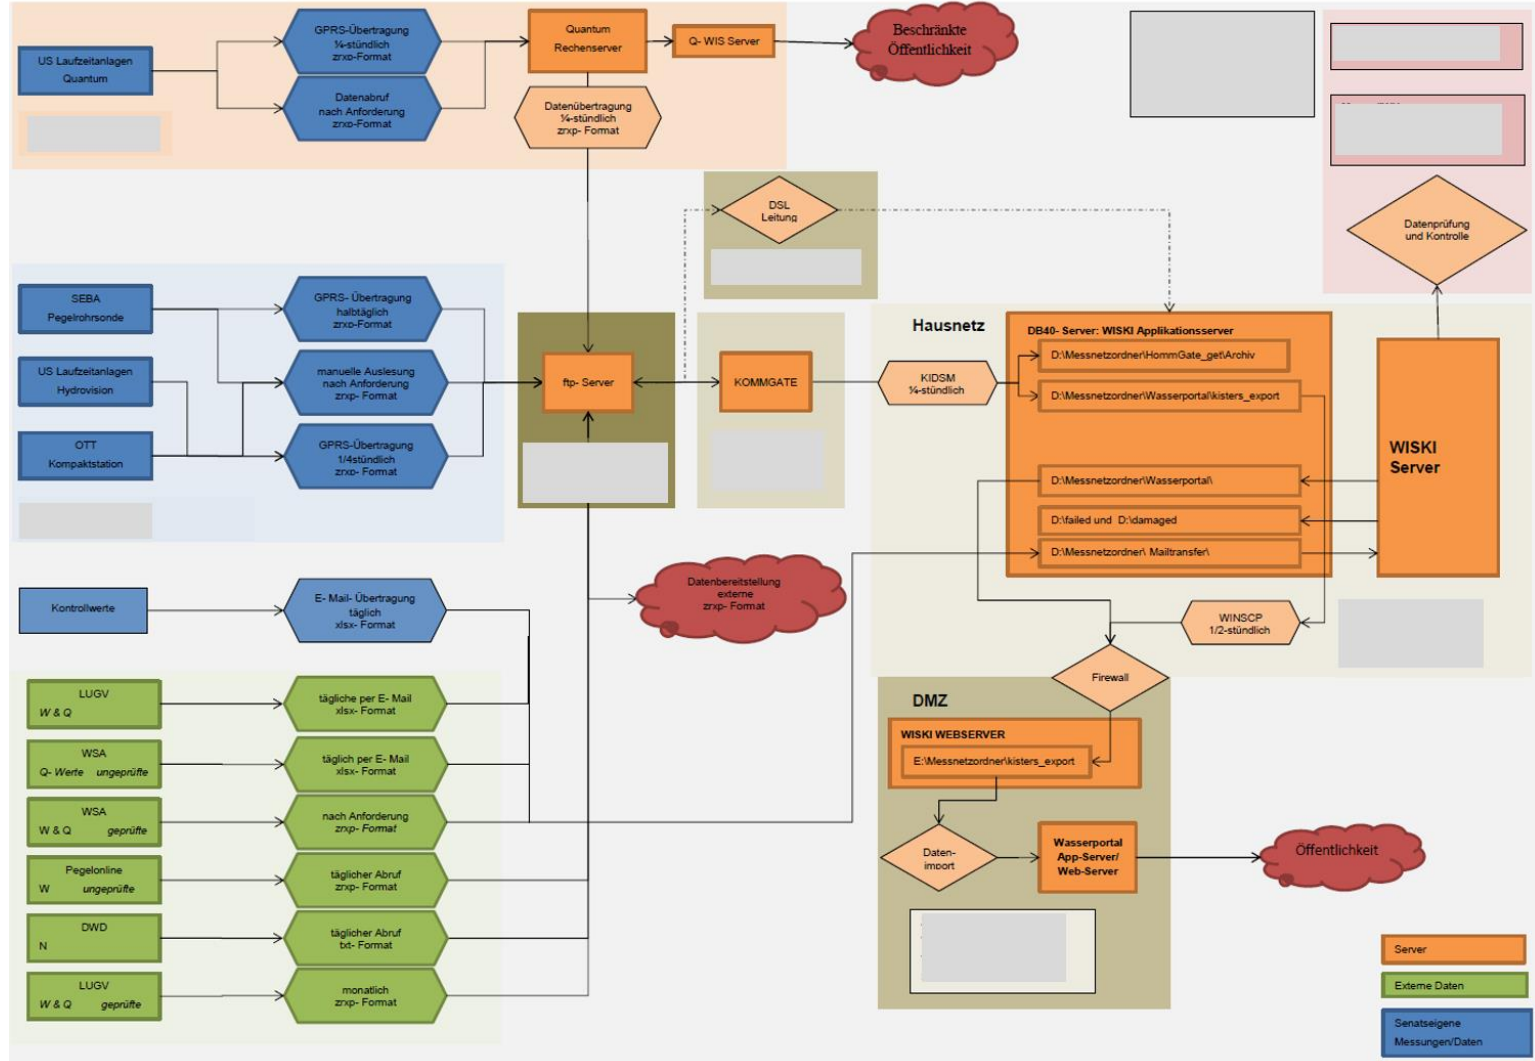 US Laufzeitanlagen
Quantum
GPRS-Übertragung
¼-stündlich
zrxp-Format
Datenabruf
nach Anforderung
zrxp-Format
Quantum
Rechenserver
Q- WIS Server
Beschränkte
Öffentlichkeit
Datenübertragung
¼-stündlich
zrxp- Format
DSL
Leitung
Datenprüfung
und Kontrolle
SEBA
Pegelrohrsonde
US Laufzeitanlagen
Hydrovision
OTT
Kompaktstation
GPRS- Übertragung
halbtäglich
zrxp-Format
manuelle Auslesung
nach Anforderung
zrxp- Format
GPRS-Übertragung
1/4stündlich
zrxp- Format
ftp- Server
KOMMGATE
Hausnetz
KIDSM
¼-stündlich
DB40- Server: WISKI Applikationsserver
D:\Messnetzordner\HommGate_get\Archiv
D:\Messnetzordner\Wasserportal\kisters_export
D:\Messnetzordner\Wasserportal\
D:\failed und D:\damaged
D:\Messnetzordner\ Mailtransfer\
WISKI
Server
Kontrollwerte
E- Mail- Übertragung
täglich
xlsx- Format
Datenbereitstellung
externe
zrxp- Format
WINSCP
1/2-stündlich
Firewall
LUGV
W & Q
tägliche per E- Mail
xlsx- Format
WSA
Q- Werte ungeprüfte
täglich per E- Mail
xlsx- Format
WSA
W & Q geprüfte
nach Anforderung
zrxp- Format
Pegelonline
W ungeprüfte
täglicher Abruf
zrxp- Format
DWD
N
täglicher Abruf
txt- Format
LUGV
W & Q geprüfte
monatlich
zrxp- Format
DMZ
WISKI WEBSERVER
E:\Messnetzordner\kisters_export
Daten-
import
Wasserportal
App-Server/
Web-Server
Öffentlichkeit
Server
Externe Daten
Senatseigene
Messungen/Daten